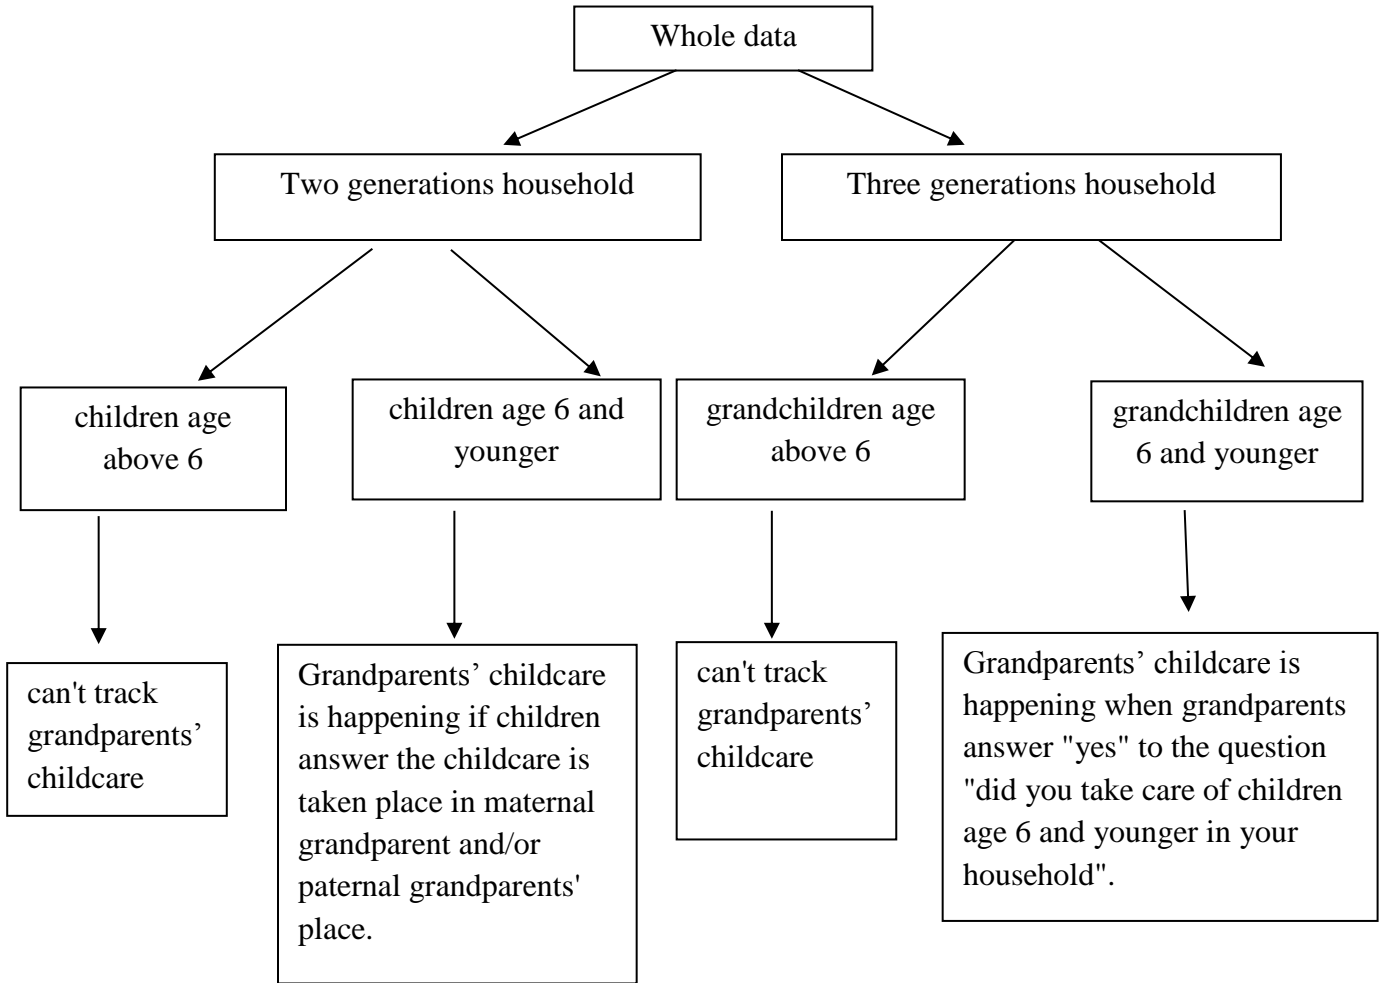 Whole data
Two generations household
Three generations household
children age
above 6
children age 6 and
younger
grandchildren age
above 6
grandchildren age
6 and younger
can't track
grandparents’
childcare
Grandparents’ childcare
is happening if children
answer the childcare is
taken place in maternal
grandparent and/or
paternal grandparents'
place.
can't track
grandparents’
childcare
Grandparents’ childcare is
happening when grandparents
answer "yes" to the question
"did you take care of children
age 6 and younger in your
household".